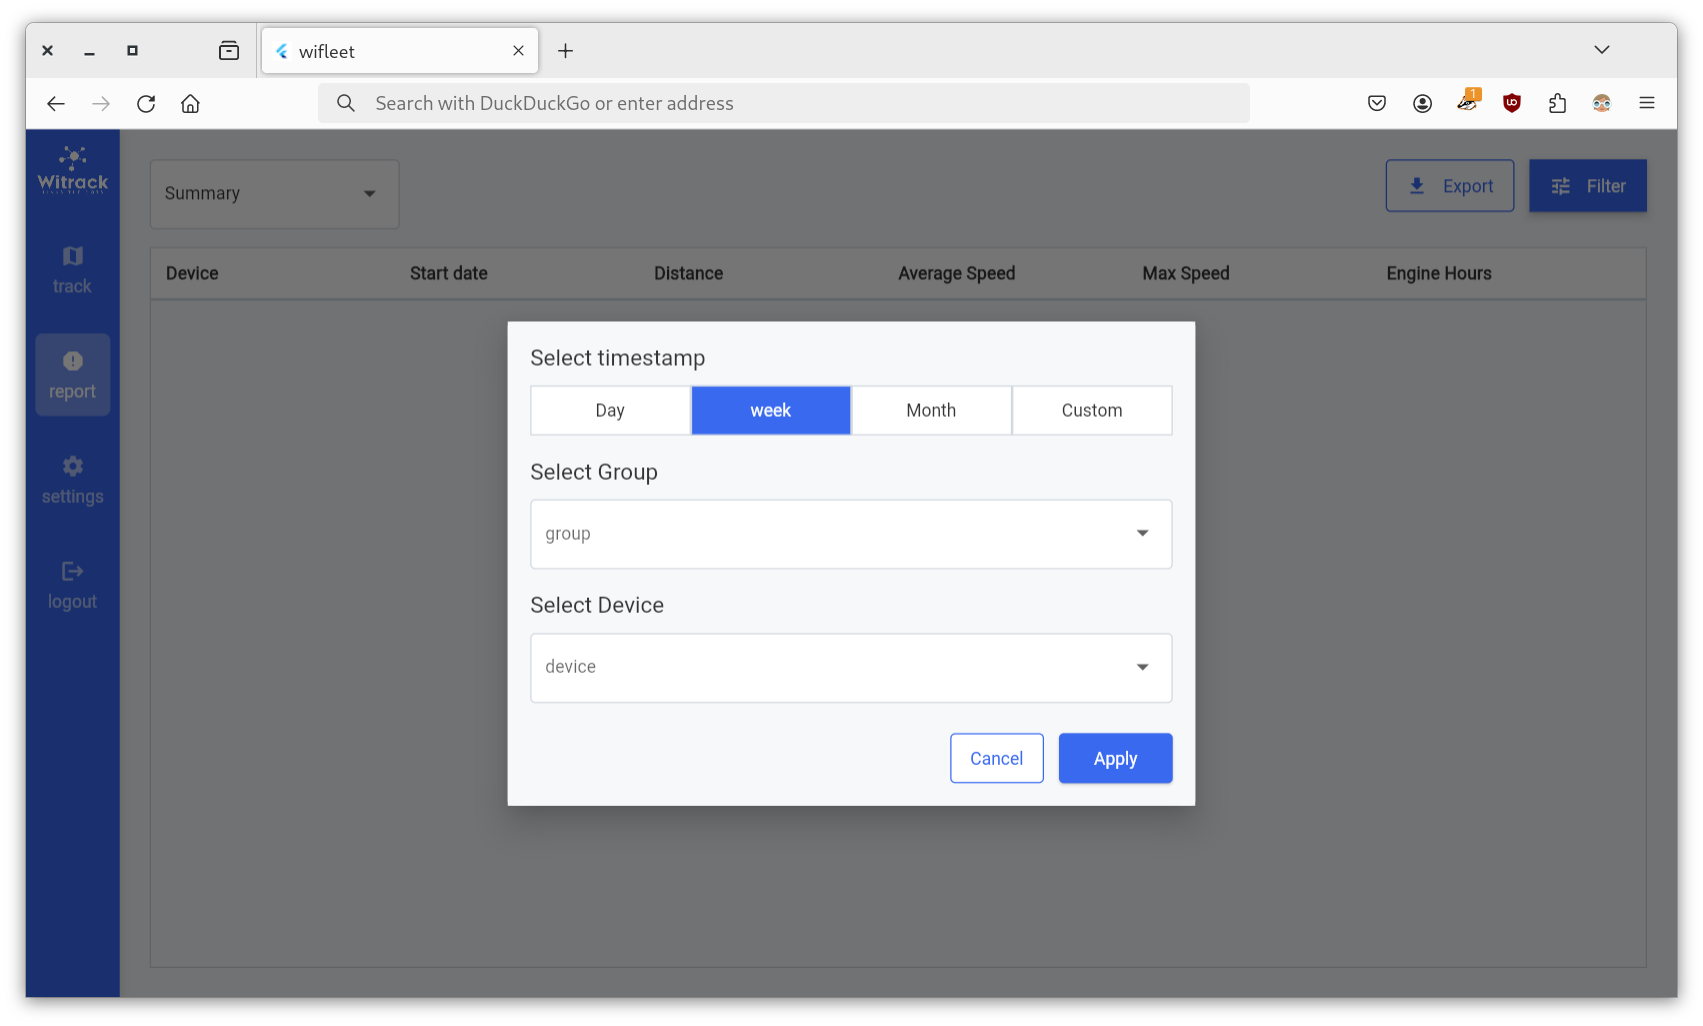 wifleet
Search with DuckDuckGo or enter address
1
Witrack
track
report
settings
logout
Summary
Export
Filter
Device Start date Distance Average Speed Max Speed Engine Hours
Select timestamp
Day week Month Custom
Select Group
group
Select Device
device
Cancel Apply